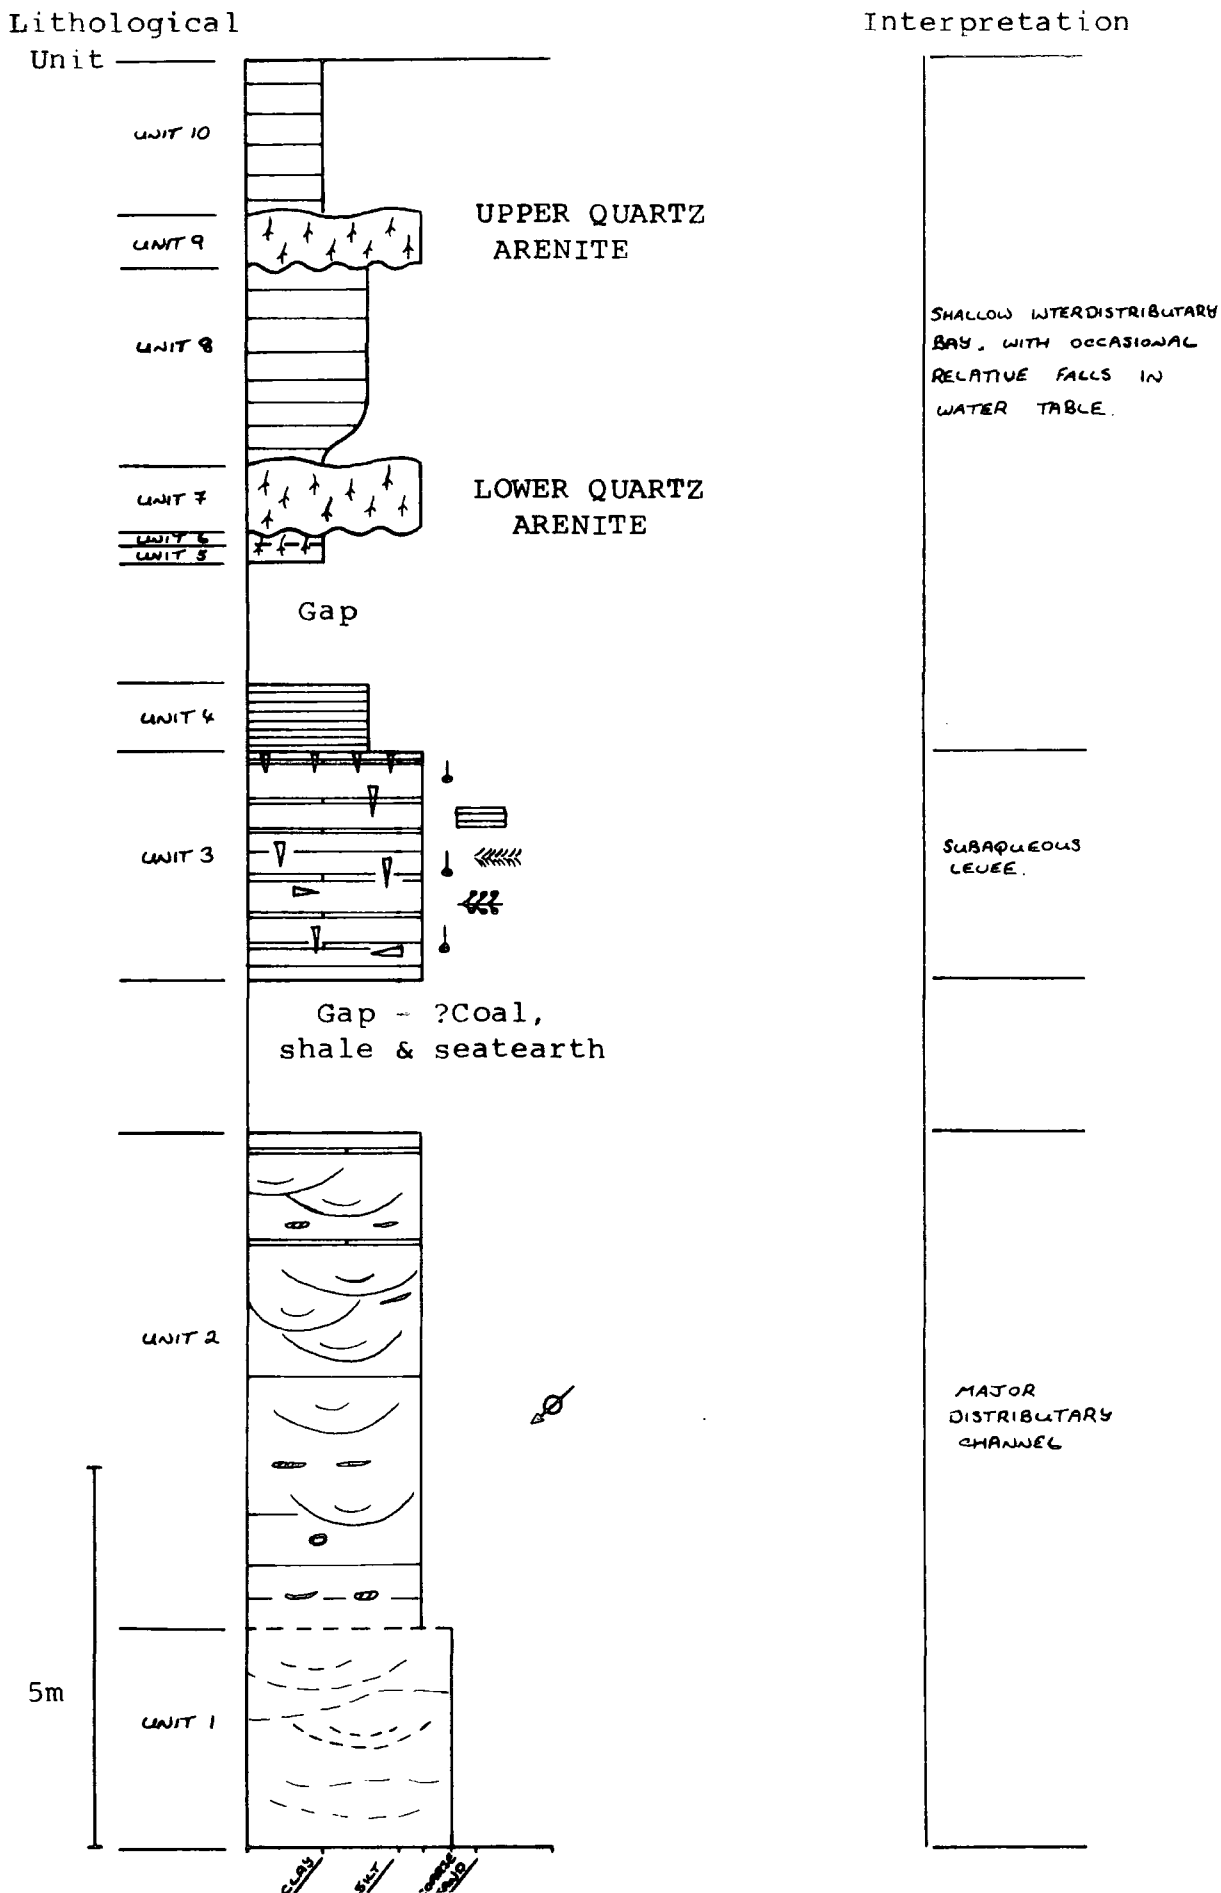 Lithological
Unit
Interpretation
UNIT 10
UNIT 9
UPPER QUARTZ
ARENITE
UNIT 8
SHALLOW INTERDISTRIBUTARY
BAY, WITH OCCASIONAL
RELATIVE FALLS IN
WATER TABLE.
UNIT 7
LOWER QUARTZ
ARENITE
UNIT 6
UNIT 5
Gap
UNIT 4
UNIT 3
SUBAQUEOUS
LEVEE.
Gap - ?Coal,
shale & seatearth
UNIT 2
MAJOR
DISTRIBUTARY
CHANNEL
5m
UNIT 1
CLAY
SILT
COARSE
SAND